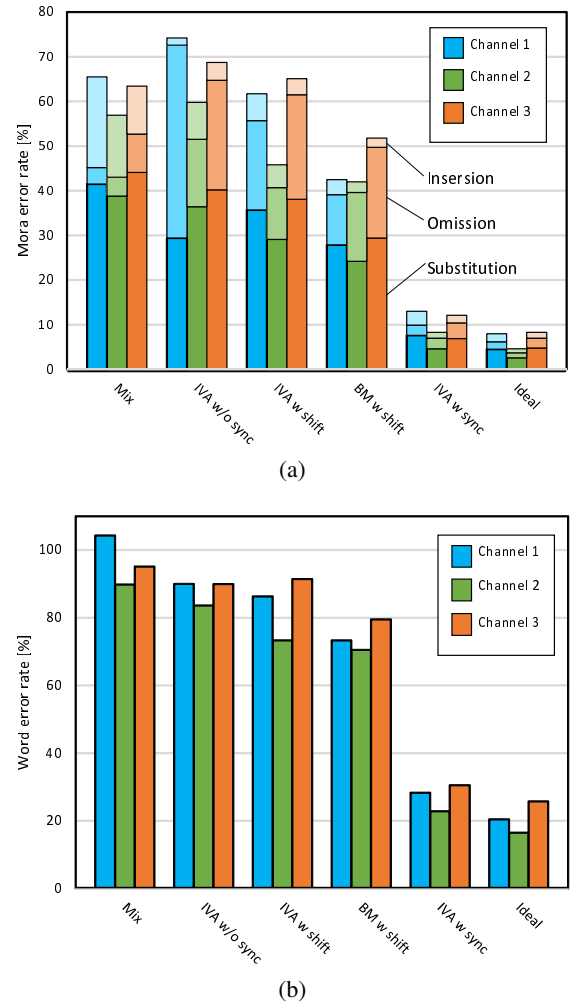 80
70
60
50
40
30
20
10
0
Mora error rate [%]
Channel 1
Channel 2
Channel 3
Insersion
Omission
Substitution
Mix
IVA w/o sync
IVA w shift
BM w shift
IVA w sync
Ideal
(a)
100
80
60
40
20
0
Word error rate [%]
Channel 1
Channel 2
Channel 3
Mix
IVA w/o sync
IVA w shift
BM w shift
IVA w sync
Ideal
(b)